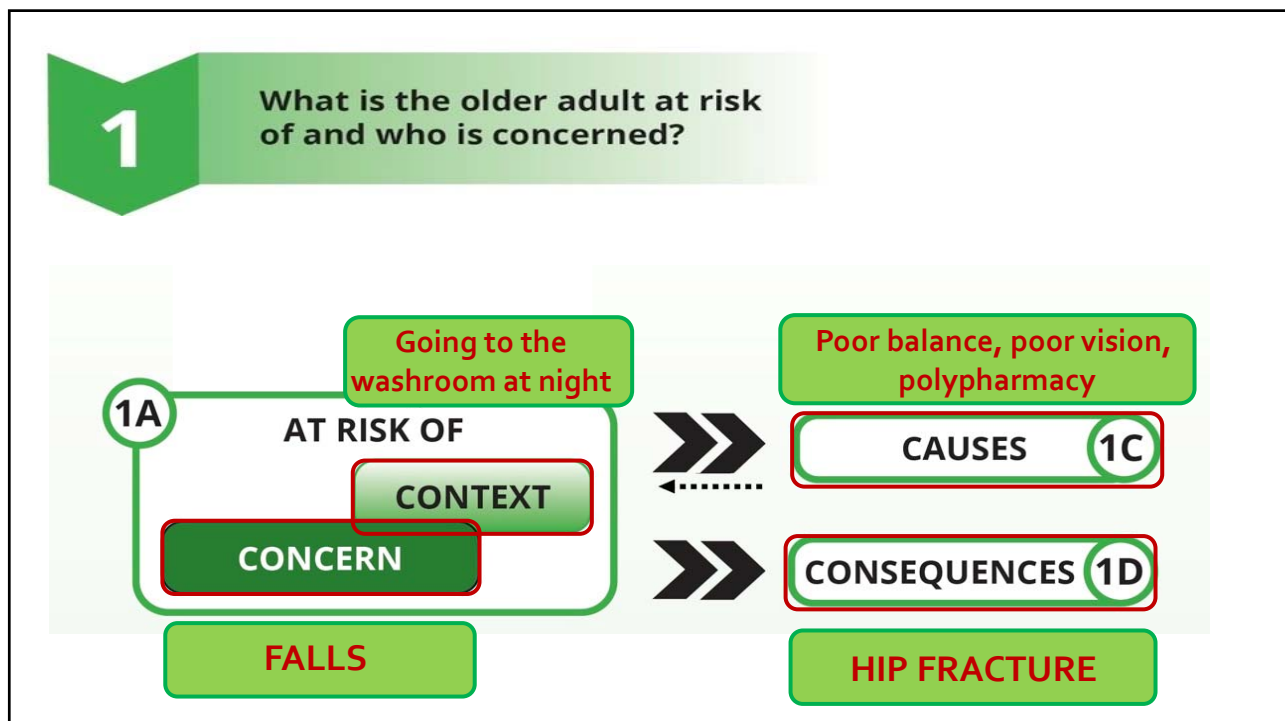 1
What is the older adult at risk
of and who is concerned?
Going to the
washroom at night
Poor balance, poor vision,
polypharmacy
1A
AT RISK OF
CONTEXT
CONCERN
CAUSES
1C
CONSEQUENCES
1D
FALLS
HIP FRACTURE